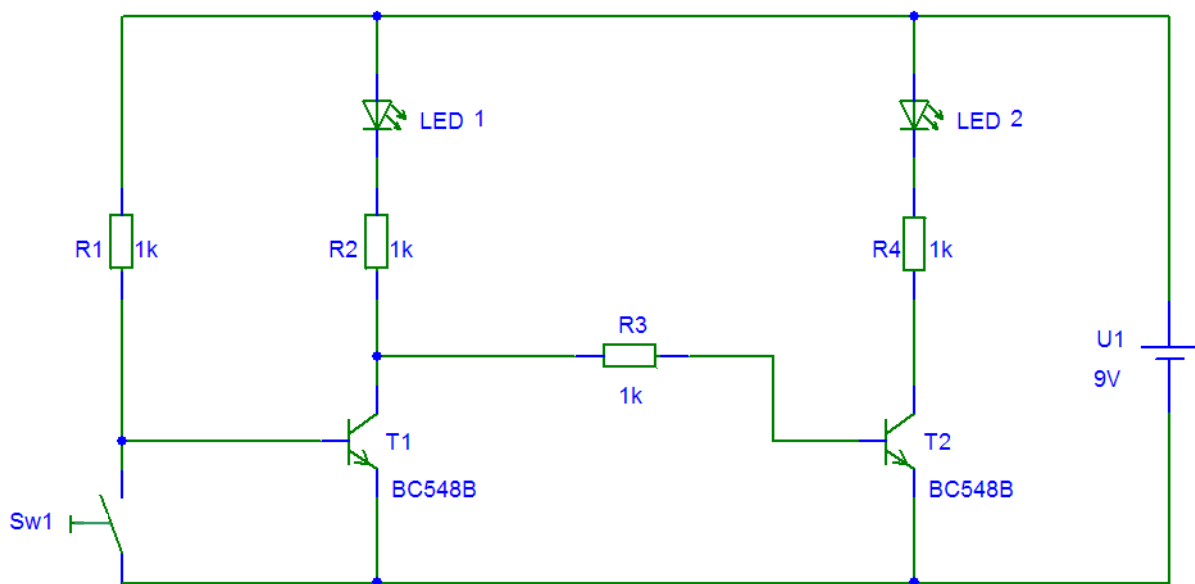 LED 1
LED 2
R1 1k
R2 1k
R4 1k
R3
1k
U1
9V
T1
BC548B
T2
BC548B
Sw1